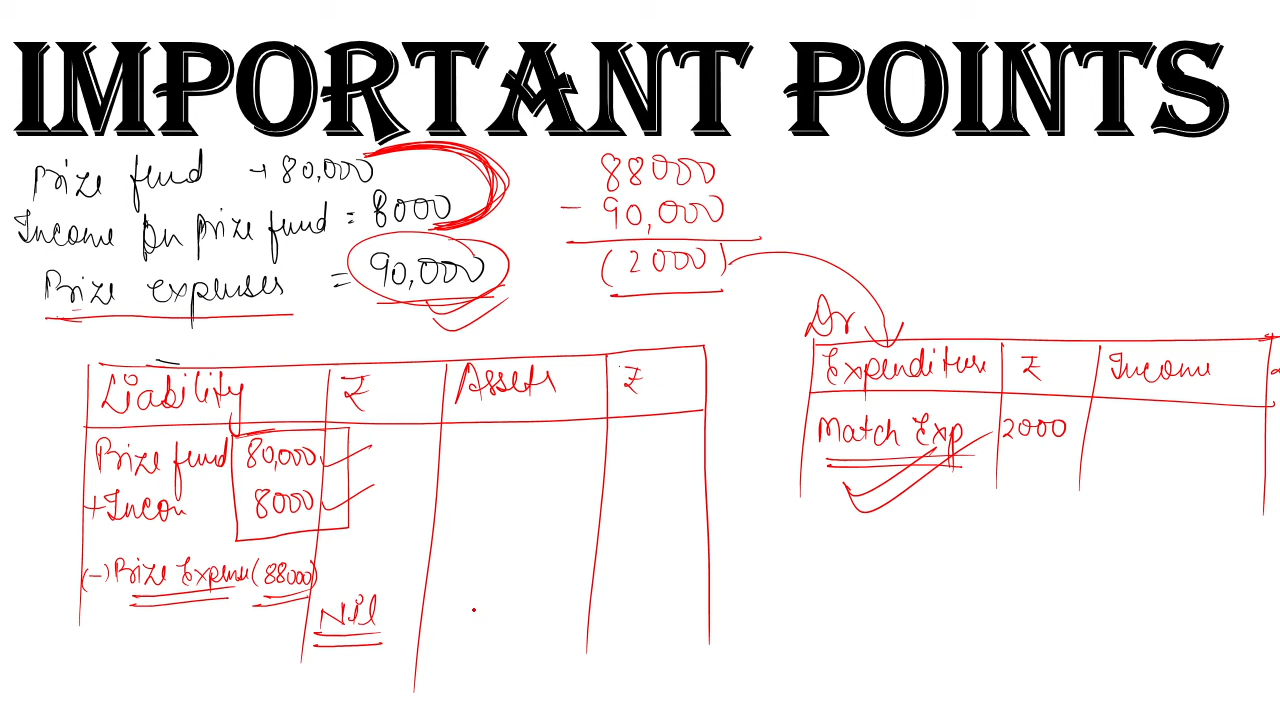 IMPORTANT POINTS
Prize fund → 80,000
Income on prize fund = 8000
Prize expenses = 90,000
88000
- 90,000
(2000)
Liability ₹ Assets ₹
Prize fund 80,000
+Incom 8000
(-) Prize Expense (88000)
Nil
Dr
Expenditure ₹ Income
Match Exp 2000